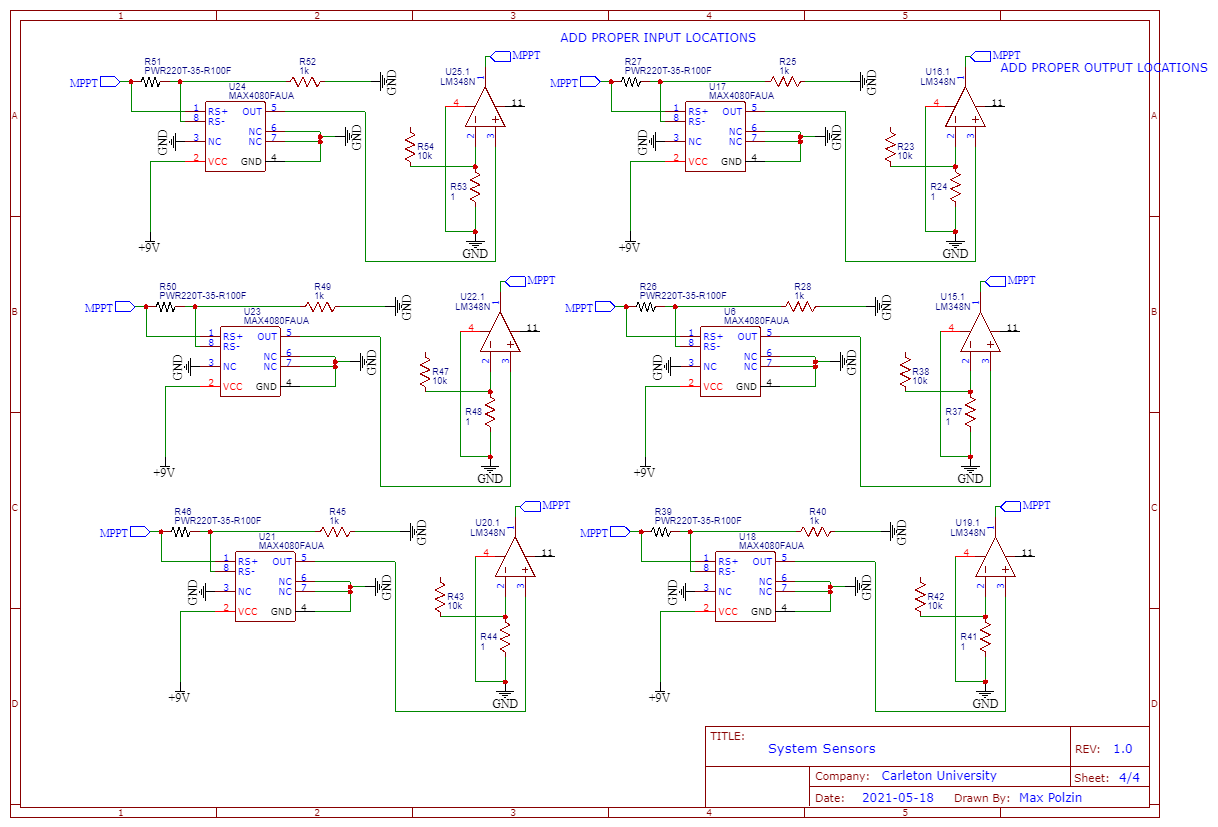 1 2 3 4 5
ADD PROPER INPUT LOCATIONS
ADD PROPER OUTPUT LOCATIONS
A
MPPT
R51
PWR220T-35-R100F
R52
1k
GND
U24
MAX4080FAUA
1 RS+ OUT 5
8 RS-
NC 6
3 NC NC 7
2 VCC GND 4
GND
GND
+9V
MPPT
U25.1
LM348N
1
4 11
2 3
R54
10k
R53
1
GND
MPPT
R27
PWR220T-35-R100F
R25
1k
GND
U17
MAX4080FAUA
1 RS+ OUT 5
8 RS-
NC 6
3 NC NC 7
2 VCC GND 4
GND
GND
+9V
MPPT
U16.1
LM348N
1
4 11
2 3
R23
10k
R24
1
GND
A
B
MPPT
R50
PWR220T-35-R100F
R49
1k
GND
U23
MAX4080FAUA
1 RS+ OUT 5
8 RS-
NC 6
3 NC NC 7
2 VCC GND 4
GND
GND
+9V
MPPT
U22.1
LM348N
1
4 11
2 3
R47
10k
R48
1
GND
MPPT
R26
PWR220T-35-R100F
R28
1k
GND
U6
MAX4080FAUA
1 RS+ OUT 5
8 RS-
NC 6
3 NC NC 7
2 VCC GND 4
GND
GND
+9V
MPPT
U15.1
LM348N
1
4 11
2 3
R38
10k
R37
1
GND
B
C
MPPT
R46
PWR220T-35-R100F
R45
1k
GND
U21
MAX4080FAUA
1 RS+ OUT 5
8 RS-
NC 6
3 NC NC 7
2 VCC GND 4
GND
GND
+9V
MPPT
U20.1
LM348N
1
4 11
2 3
R43
10k
R44
1
GND
MPPT
R39
PWR220T-35-R100F
R40
1k
GND
U18
MAX4080FAUA
1 RS+ OUT 5
8 RS-
NC 6
3 NC NC 7
2 VCC GND 4
GND
GND
+9V
MPPT
U19.1
LM348N
1
4 11
2 3
R42
10k
R41
1
GND
C
D
D
TITLE:
System Sensors
REV: 1.0
Company: Carleton University
Sheet: 4/4
Date: 2021-05-18 Drawn By: Max Polzin
1 2 3 4 5